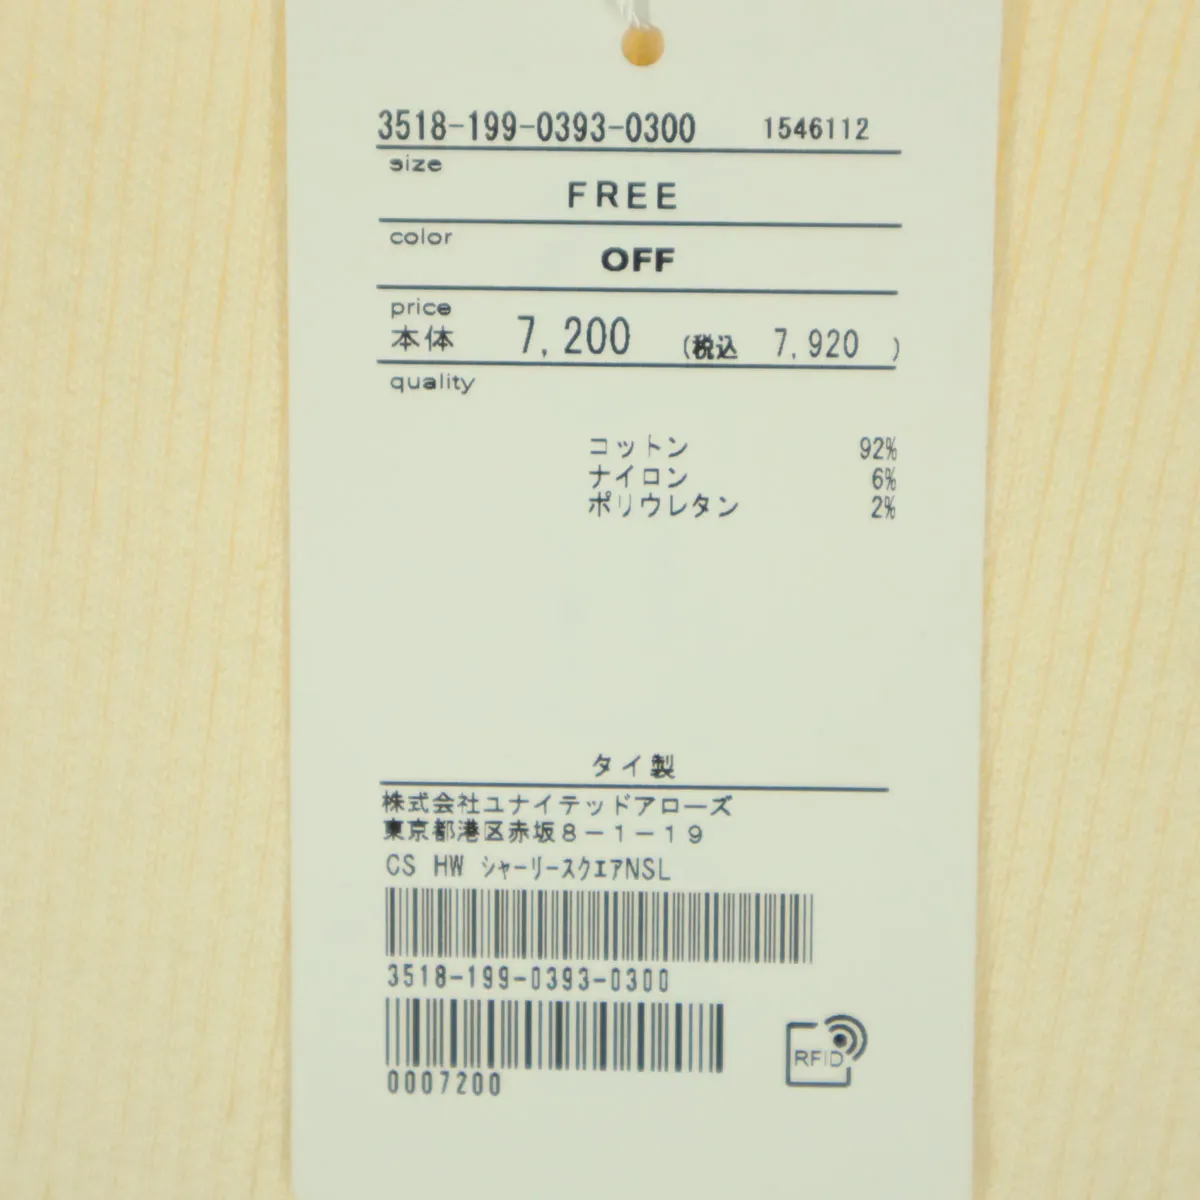 3518-199-0393-0300 1546112
size
FREE
color
OFF
price
本体 7,200 (税込 7,920 )
quality
コットン 92%
ナイロン 6%
ポリウレタン 2%
タイ製
株式会社ユナイテッドアローズ
東京都港区赤坂8-1-19
CS HW シャーリースクエアNSL
3518-199-0393-0300
0007200
RFID